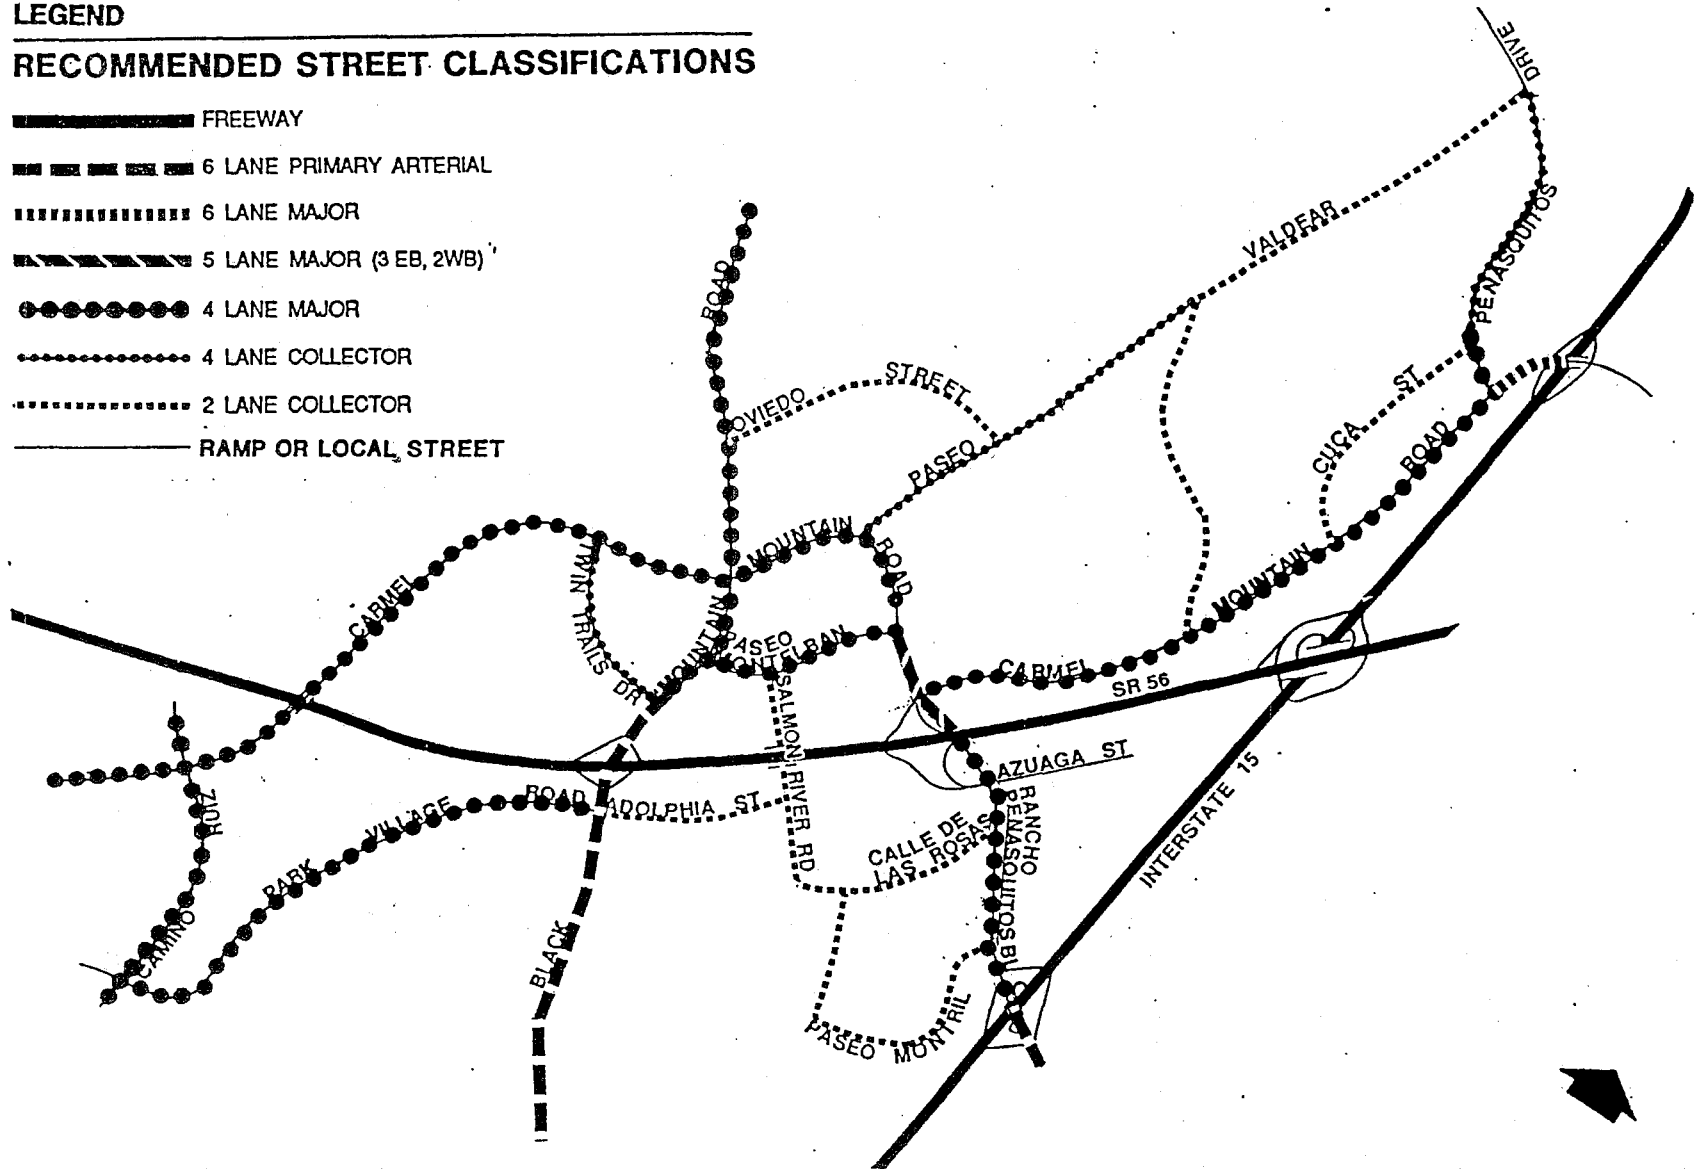 LEGEND
RECOMMENDED STREET CLASSIFICATIONS
FREEWAY
6 LANE PRIMARY ARTERIAL
6 LANE MAJOR
5 LANE MAJOR (3 EB, 2WB)
4 LANE MAJOR
4 LANE COLLECTOR
2 LANE COLLECTOR
RAMP OR LOCAL STREET
DRIVE
PENASQUITOS
VALDEAR
PASEO
ROAD
OVIEDO
STREET
CUCA ST
ROAD
MOUNTAIN
CARMEL
MOUNTAIN
ROAD
CARMEL
TWIN TRAILS DR
MOUNTAIN
PASEO
MONTELBAN
SR 56
SALMON RIVER RD
AZUAGA ST
INTERSTATE 15
RUIZ
CAMINO
PARK
VILLAGE
ROAD
ADOLPHIA ST
CALLE DE
LAS ROSAS
RANCHO
PENASQUITOS
BLACK
PASEO MONTRIL